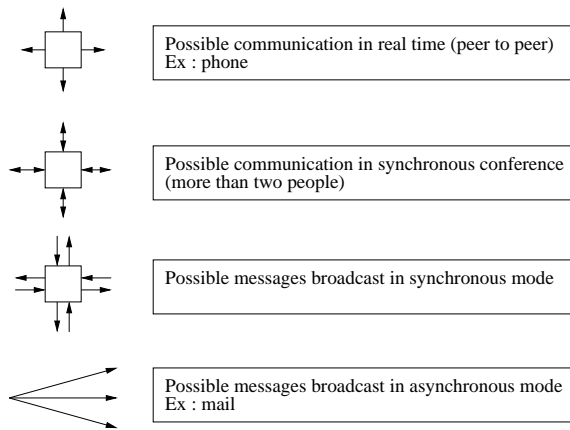 Possible communication in real time (peer to peer)
Ex : phone
Possible communication in synchronous conference
(more than two people)
Possible messages broadcast in synchronous mode
Possible messages broadcast in asynchronous mode
Ex : mail